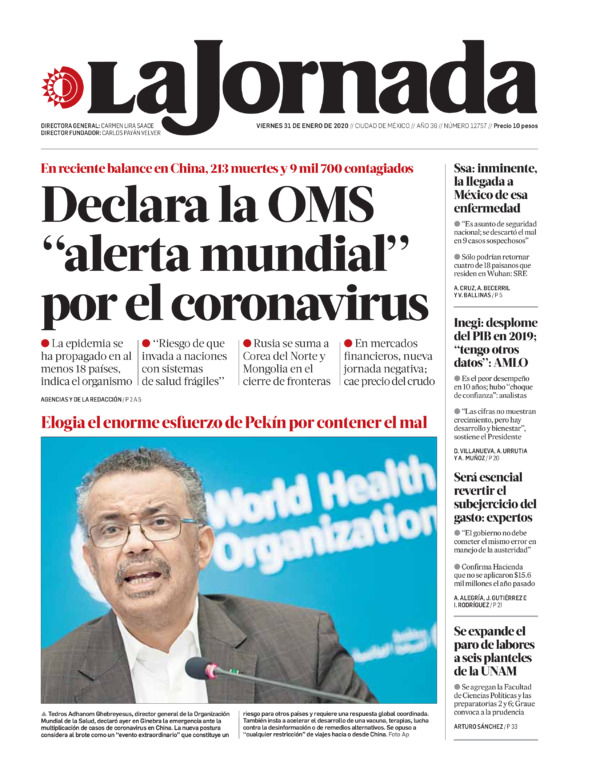 La Jornada
DIRECTORA GENERAL: CARMEN LIRA SAADE
DIRECTOR FUNDADOR: CARLOS PAYÁN VELVER
VIERNES 31 DE ENERO DE 2020 // CIUDAD DE MÉXICO // AÑO 36 // NÚMERO 12757 // Precio 10 pesos
En reciente balance en China, 213 muertes y 9 mil 700 contagiados
Declara la OMS
“alerta mundial”
por el coronavirus
● La epidemia se
ha propagado en al
menos 18 países,
indica el organismo
● “Riesgo de que
invada a naciones
con sistemas
de salud frágiles”
● Rusia se suma a
Corea del Norte y
Mongolia en el
cierre de fronteras
● En mercados
financieros, nueva
jornada negativa;
cae precio del crudo
AGENCIAS Y DE LA REDACCIÓN / P 2 A 5
Elogia el enorme esfuerzo de Pekín por contener el mal
World Health
Organization
▲ Tedros Adhanom Ghebreyesus, director general de la Organización
Mundial de la Salud, declaró ayer en Ginebra la emergencia ante la
multiplicación de casos de coronavirus en China. La nueva postura
considera al brote como un “evento extraordinario” que constituye un
riesgo para otros países y requiere una respuesta global coordinada.
También insta a acelerar el desarrollo de una vacuna, terapias, lucha
contra la desinformación o de remedios alternativos. Se opuso a
“cualquier restricción” de viajes hacia o desde China. Foto Ap
Ssa: inminente,
la llegada a
México de esa
enfermedad
● “Es asunto de seguridad
nacional; se descartó el mal
en 9 casos sospechosos”
● Sólo podrían retornar
cuatro de 18 paisanos que
residen en Wuhan: SRE
A. CRUZ, A. BECERRIL
Y V. BALLINAS / P 5
Inegi: desplome
del PIB en 2019;
“tengo otros
datos”: AMLO
● Es el peor desempeño
en 10 años; hubo “choque
de confianza”: analistas
● “Las cifras no muestran
crecimiento, pero hay
desarrollo y bienestar”,
sostiene el Presidente
D. VILLANUEVA, A. URRUTIA
Y A. MUÑOZ / P 20
Será esencial
revertir el
subejercicio del
gasto: expertos
● “El gobierno no debe
cometer el mismo error en
manejo de la austeridad”
● Confirma Hacienda
que no se aplicaron $15.6
mil millones el año pasado
A. ALEGRÍA, J. GUTIÉRREZ E
I. RODRÍGUEZ / P 21
Se expande el
paro de labores
a seis planteles
de la UNAM
● Se agregan la Facultad
de Ciencias Políticas y las
preparatorias 2 y 6; Graue
convoca a la prudencia
ARTURO SÁNCHEZ / P 33